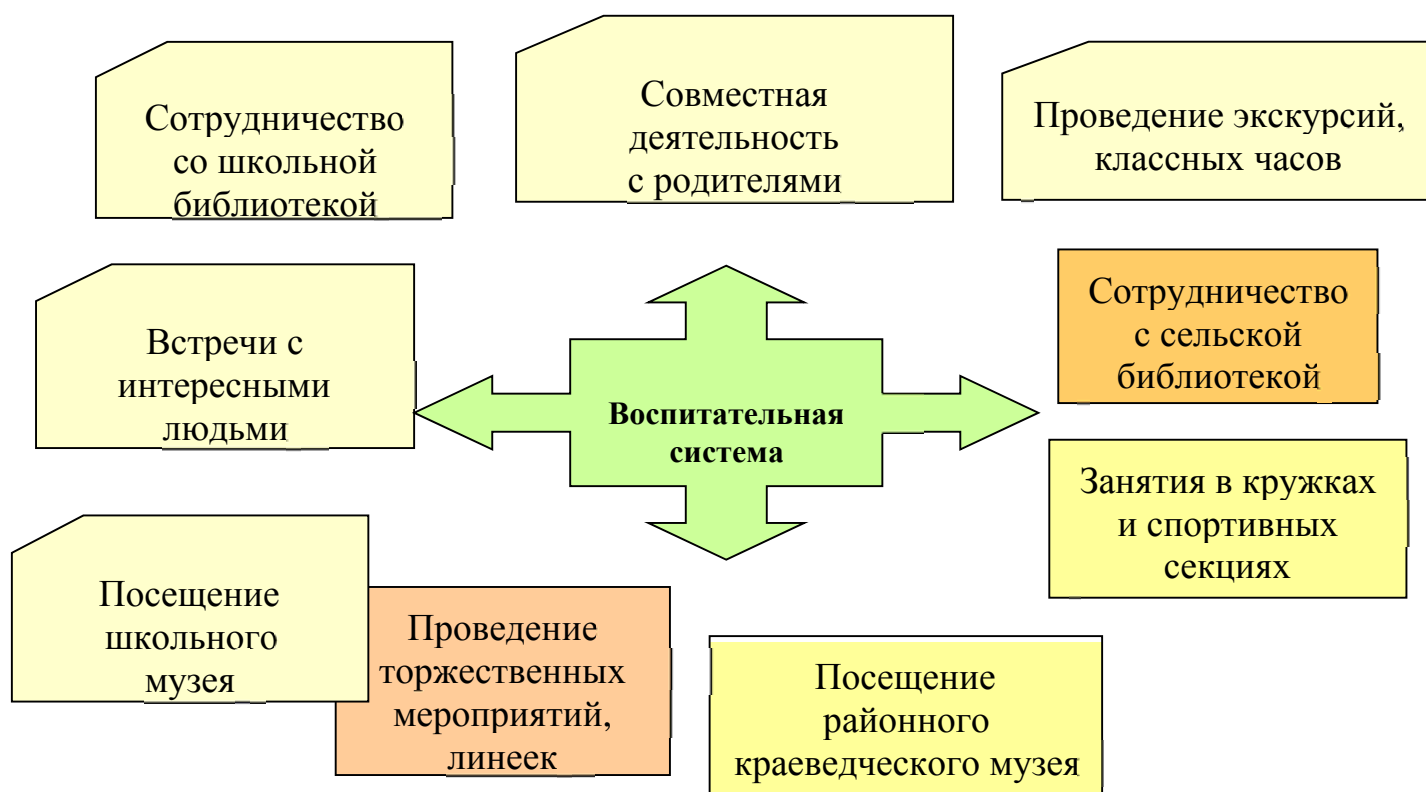 Сотрудничество
со школьной
библиотекой
Совместная
деятельность
с родителями
Проведение экскурсий,
классных часов
Встречи с
интересными
людьми
Воспитательная
система
Сотрудничество
с сельской
библиотекой
Занятия в кружках
и спортивных
секциях
Посещение
школьного
музея
Проведение
торжественных
мероприятий,
линеек
Посещение
районного
краеведческого музея